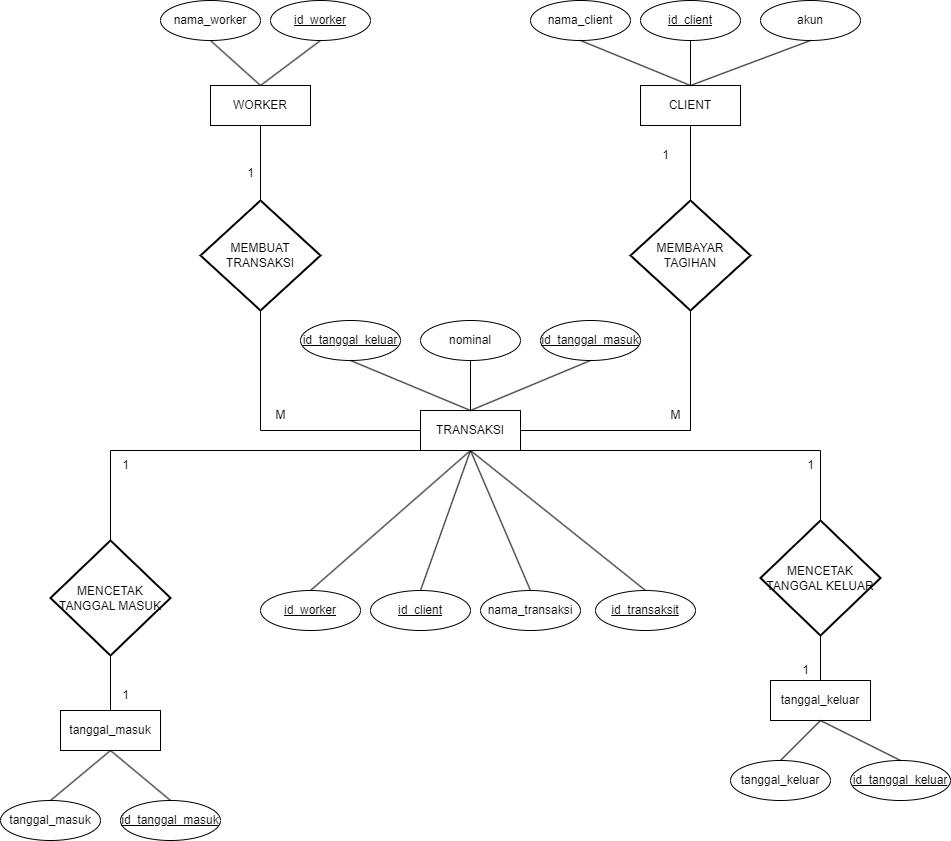 nama_worker
id_worker
nama_client
id_client
akun
WORKER
CLIENT
1
1
MEMBUAT
TRANSAKSI
MEMBAYAR
TAGIHAN
id_tanggal_keluar
nominal
id_tanggal_masuk
M
M
TRANSAKSI
1
1
MENCETAK
TANGGAL MASUK
MENCETAK
TANGGAL KELUAR
id_worker
id_client
nama_transaksi
id_transaksit
1
1
tanggal_masuk
tanggal_keluar
tanggal_keluar
id_tanggal_keluar
tanggal_masuk
id_tanggal_masuk